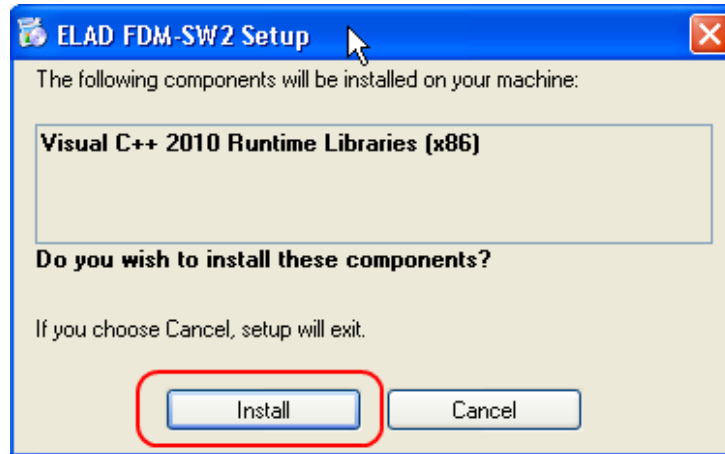 ELAD FDM-SW2 Setup
The following components will be installed on your machine:
Visual C++ 2010 Runtime Libraries (x86)
Do you wish to install these components?
If you choose Cancel, setup will exit.
Install Cancel